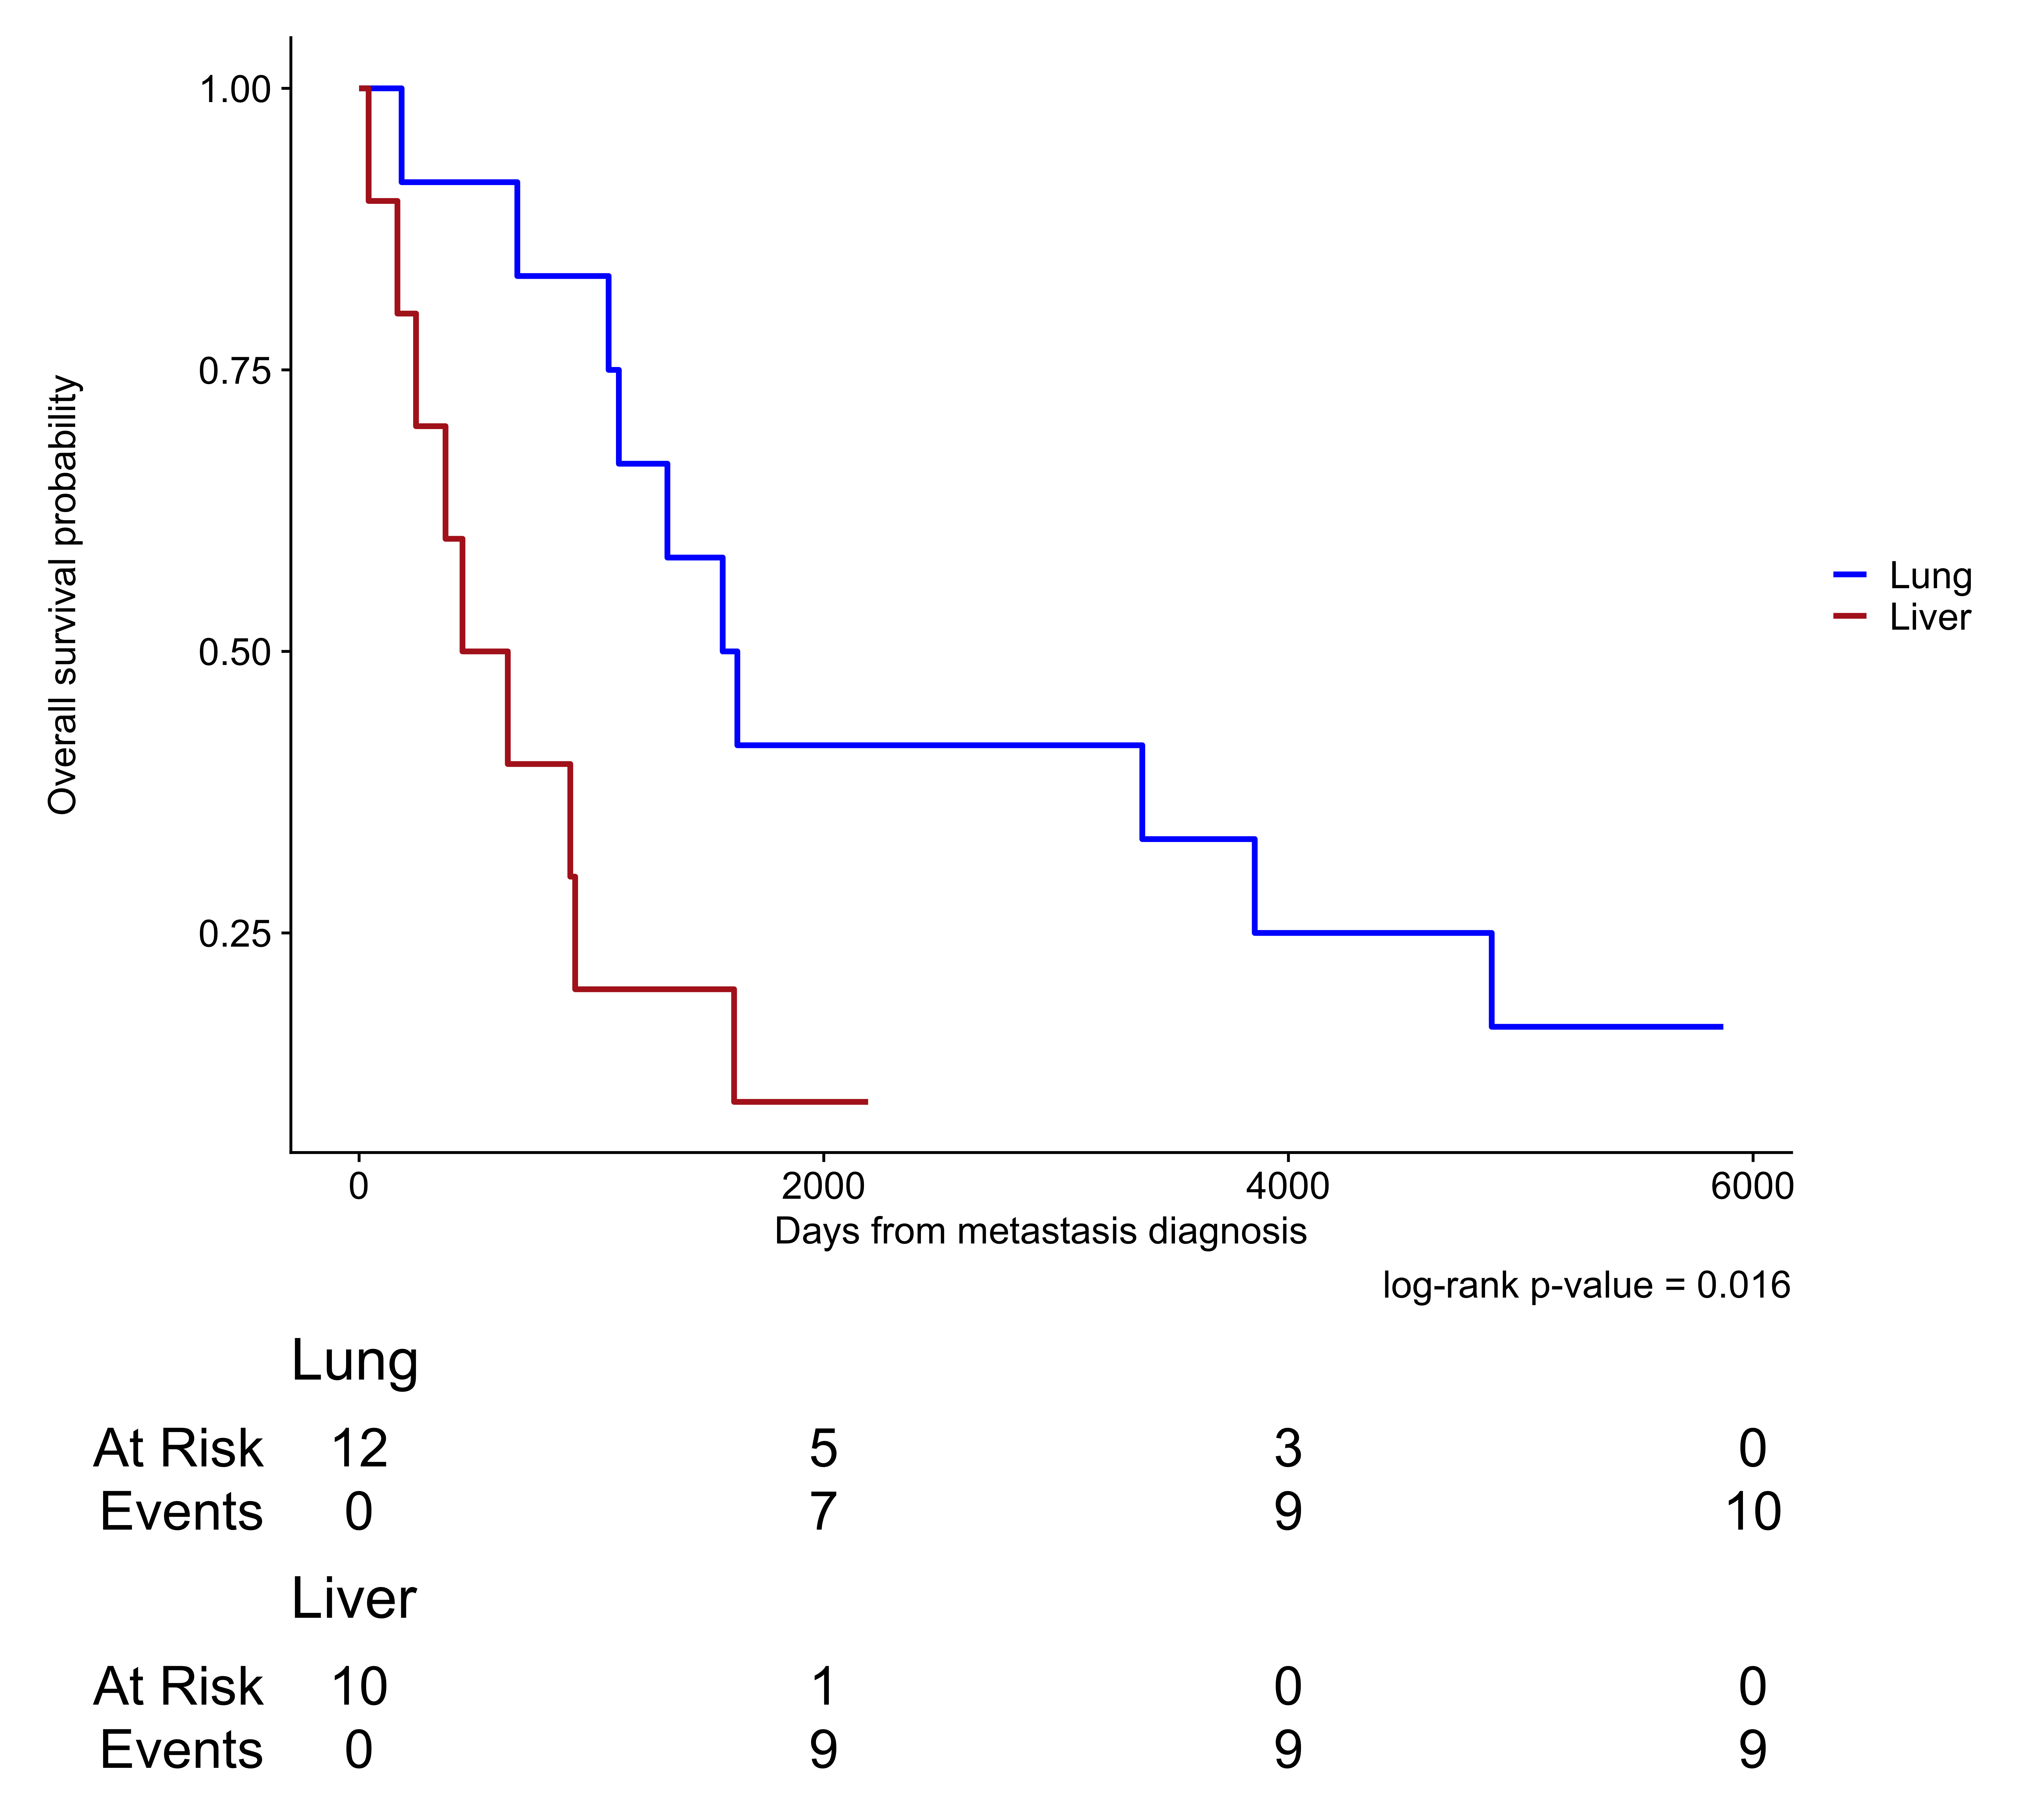 1.00
0.75
0.50
0.25
Overall survival probability
Lung
Liver
0 2000 4000 6000
Days from metastasis diagnosis
log-rank p-value = 0.016
Lung
At Risk 12 5 3 0
Events 0 7 9 10
Liver
At Risk 10 1 0 0
Events 0 9 9 9